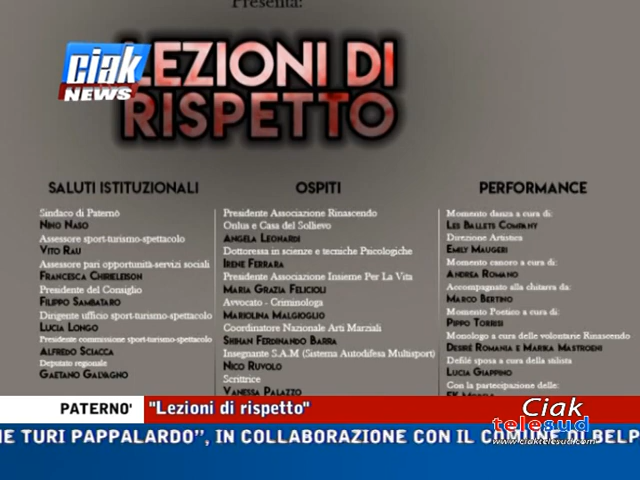 Presenta:
LEZIONI DI
RISPETTO
ciak
NEWS
SALUTI ISTITUZIONALI
Sindaco di Paternò
NINO NASO
Assessore sport-turismo-spettacolo
VITO RAU
Assessore pari opportunità-servizi sociali
FRANCESCA CHIRIELEISON
Presidente del Consiglio
FILIPPO SAMBATARO
Dirigente ufficio sport-turismo-spettacolo
LUCIA LONGO
Presidente commissione sport-turismo-spettacolo
ALFREDO SCIACCA
Deputato regionale
GAETANO GALVAGNO
OSPITI
Presidente Associazione Rinascendo
Onlus e Casa del Sollievo
ANGELA LEONARDI
Dottoressa in scienze e tecniche Psicologiche
IRENE FERRARA
Presidente Associazione Insieme Per La Vita
MARIA GRAZIA FELICIOLI
Avvocato - Criminologa
MARIOLINA MALGIOGLIO
Coordinatore Nazionale Arti Marziali
SHIHAN FERDINANDO BARRA
Insegnante S.A.M (Sistema Autodifesa Multisport)
NICO RUVOLO
Scrittrice
VANESSA PALAZZO
PERFORMANCE
Momento danza a cura di:
LES BALLETS COMPANY
Direzione Artistica
EMILY MAUGERI
Momento canoro a cura di:
ANDREA ROMANO
Accompagnato alla chitarra da:
MARCO BERTINO
Momento Poetico a cura di:
PIPPO TORRISI
Monologo a cura delle volontarie Rinascendo
DESIRÈ ROMANIA E MARIKA MASTROENI
Defilé sposa a cura della stilista
LUCIA GIAPPINO
Con la partecipazione delle:
PATERNO' "Lezioni di rispetto"
Ciak
telesud
www.ciaktelesud.com
NE TURI PAPPALARDO", IN COLLABORAZIONE CON IL COMUNE DI BELP